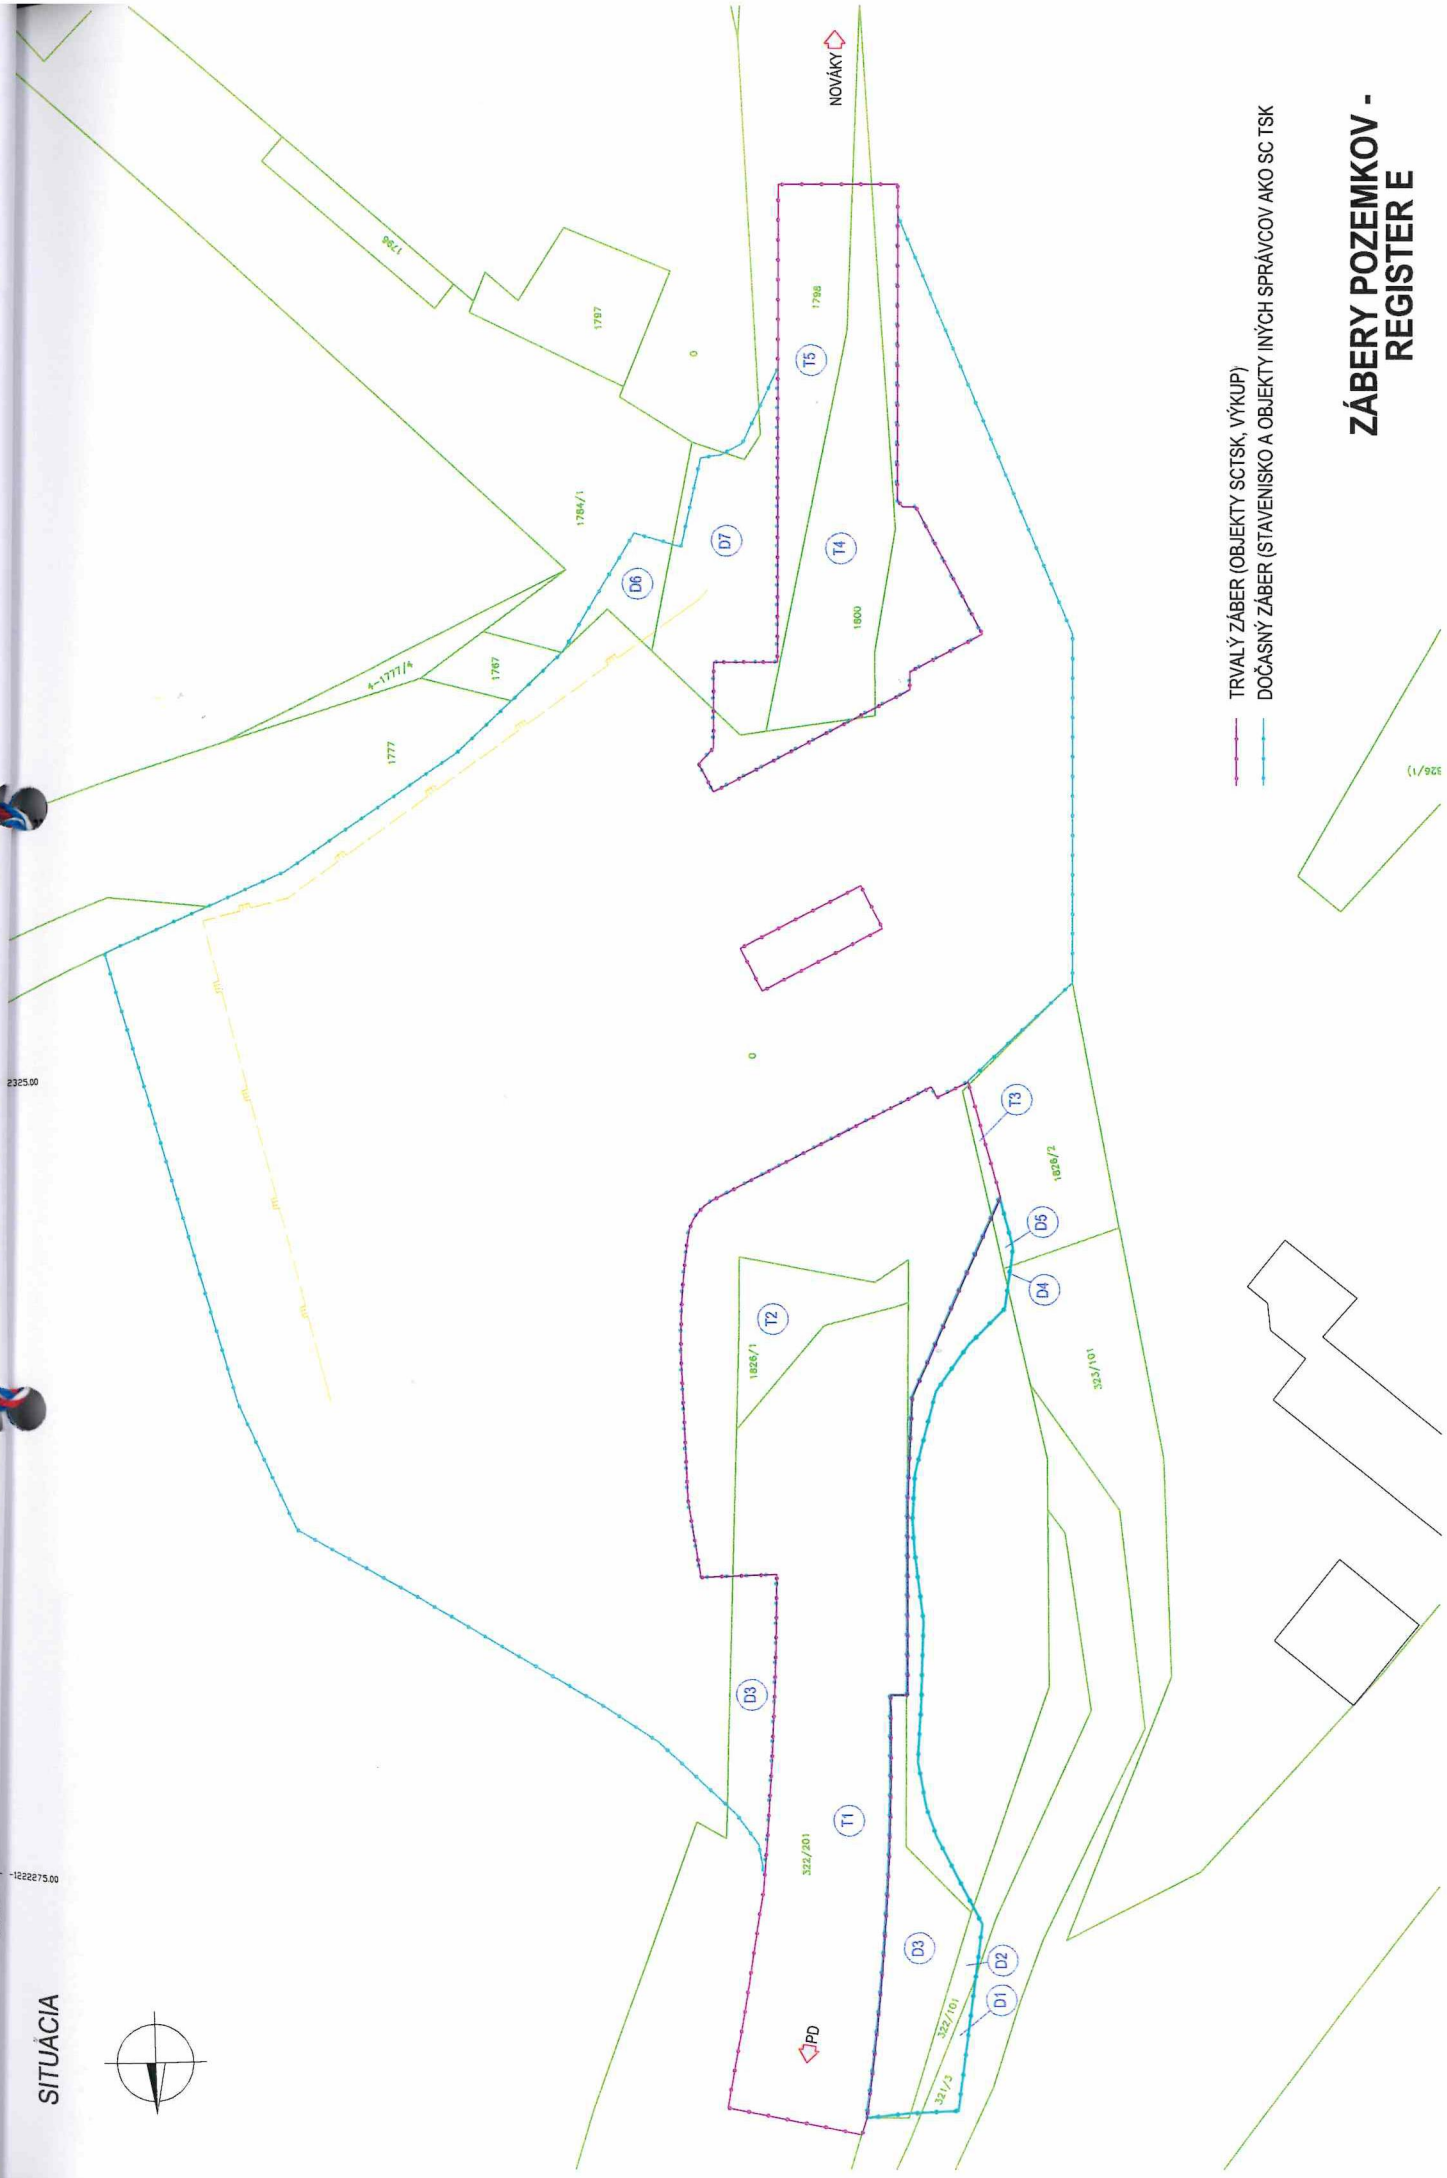 SITUÁCIA
-1222275.00
2325.00
PD
NOVÁKY
322/201
T1
D3
D3
D2
D1
322/101
321/3
1826/1
T2
323/101
D4
D5
1826/2
T3
0
1777
4-1777/4
1767
1784/1
D6
D7
T4
1800
T5
1798
0
1797
1796
TRVALÝ ZÁBER (OBJEKTY SCTSK, VÝKUP)
DOČASNÝ ZÁBER (STAVENISKO A OBJEKTY INÝCH SPRÁVCOV AKO SC TSK
ZÁBERY POZEMKOV -
REGISTER E